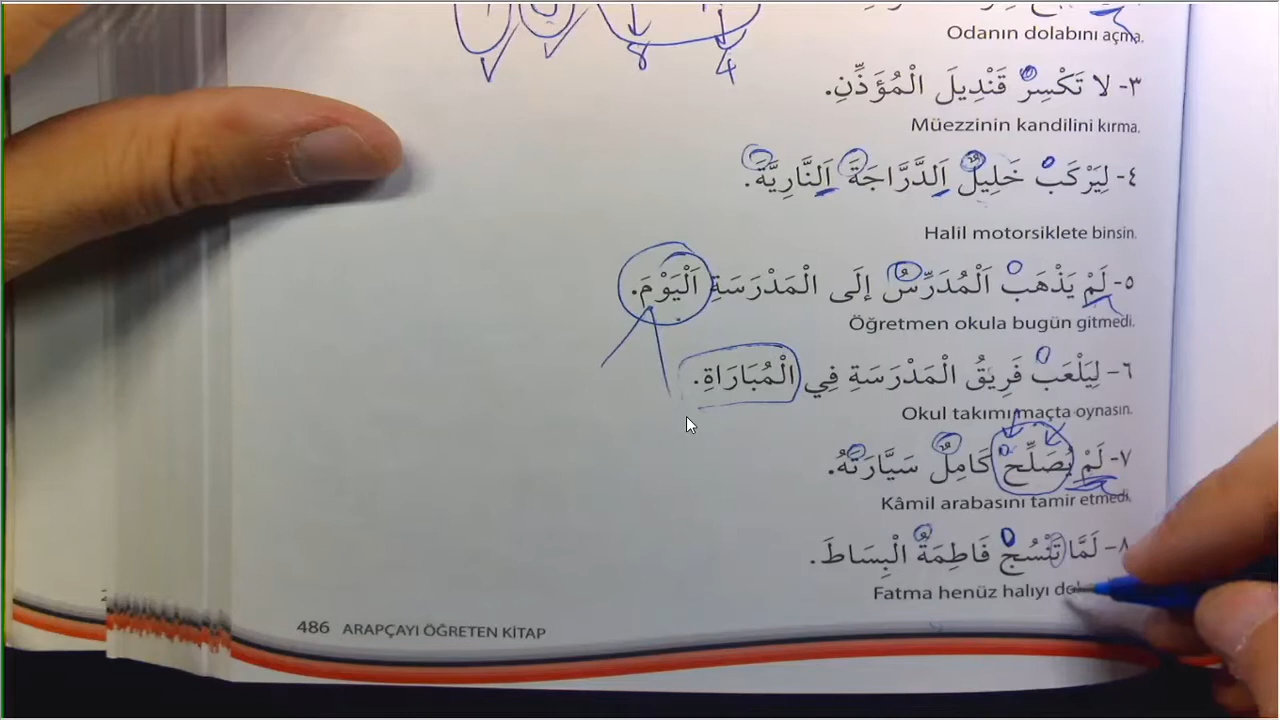 Odanın dolabını açma.
٣- لا تَكْسِرْ قَنْدِيلَ الْمُؤَذِّنِ.
Müezzinin kandilini kırma.
٤- لِيَرْكَبْ خَلِيلٌ اَلدَّرَّاجَةَ اَلنَّارِيَّةَ.
Halil motorsiklete binsin.
٥- لَمْ يَذْهَبْ اَلْمُدَرِّسُ إلَى الْمَدْرَسَةِ اَلْيَوْمَ.
Öğretmen okula bugün gitmedi.
٦- لِيَلْعَبْ فَرِيقُ الْمَدْرَسَةِ فِي الْمُبَارَاةِ.
Okul takımı maçta oynasın.
٧- لَمْ يُصَلِّحْ كَامِلٌ سَيَّارَتَهُ.
Kâmil arabasını tamir etmedi.
٨- لَمَّا تَنْسُجْ فَاطِمَةُ الْبِسَاطَ.
Fatma henüz halıyı
486 ARAPÇAYI ÖĞRETEN KİTAP